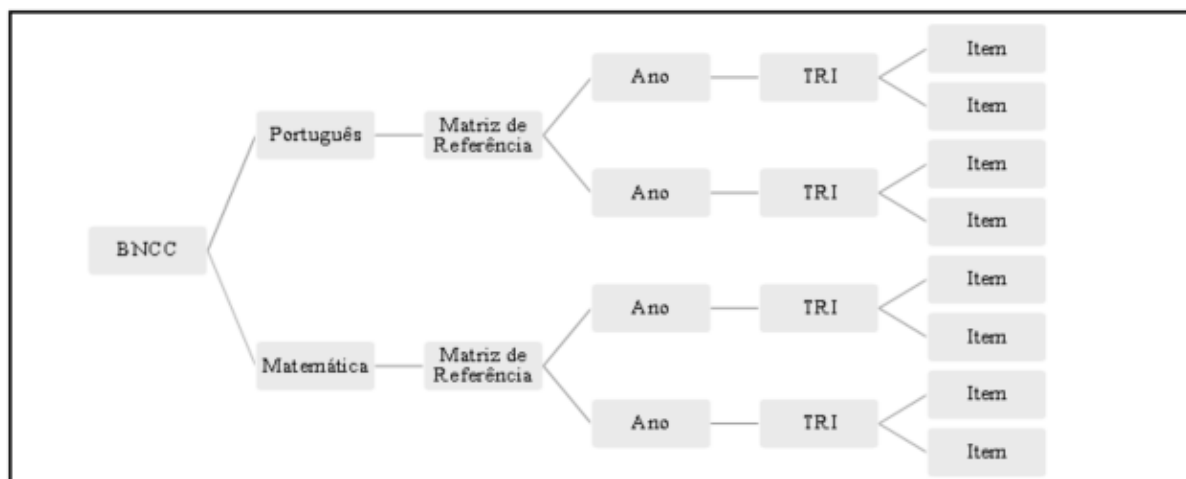 Item
Ano
TRI
Item
Português
Matriz de
Referência
Item
Ano
TRI
Item
BNCC
Item
Ano
TRI
Item
Matemática
Matriz de
Referência
Item
Ano
TRI
Item